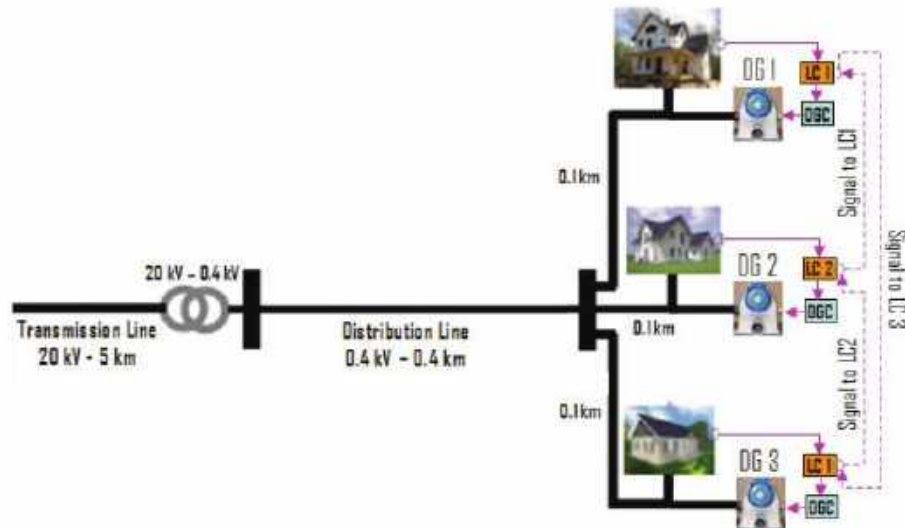 DG 1
LC 1
DGC
0.1km
Signal to LC1
20 kV – 0.4 kV
DG 2
LC 2
DGC
Signal to LC 3
Transmission Line
20 kV - 5 km
Distribution Line
0.4 kV – 0.4 km
0.1km
Signal to LC2
0.1km
DG 3
LC 1
DGC